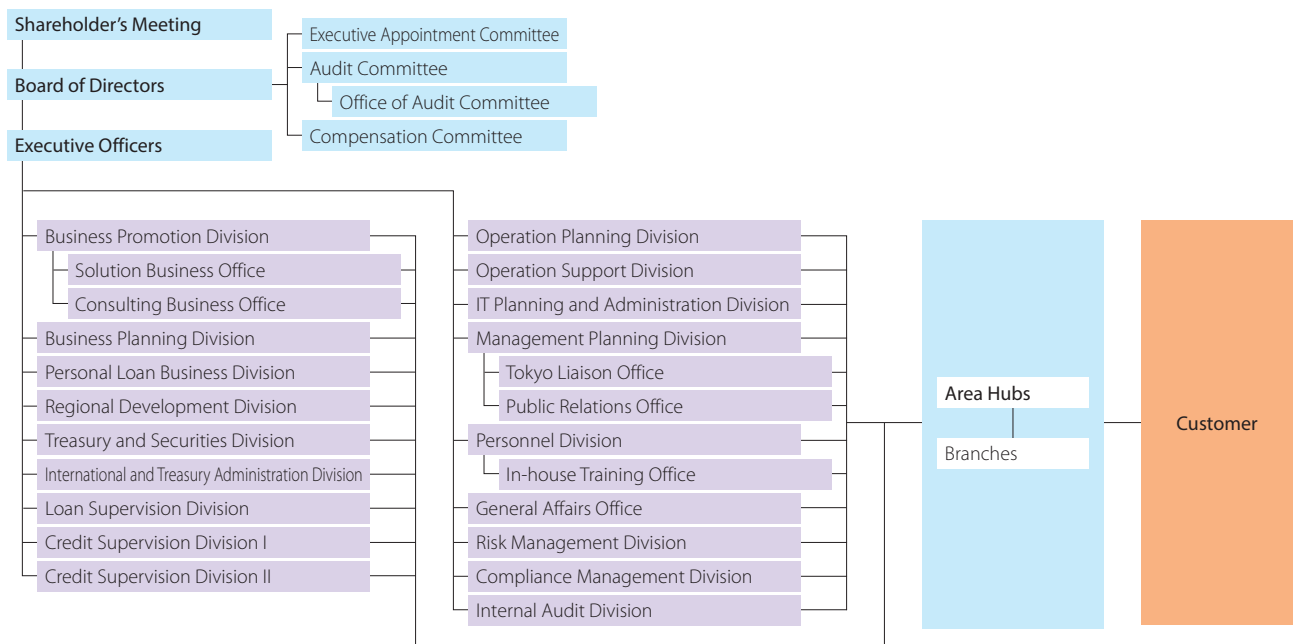 Shareholder's Meeting
Board of Directors
Executive Officers
Executive Appointment Committee
Audit Committee
Office of Audit Committee
Compensation Committee
Business Promotion Division
Solution Business Office
Consulting Business Office
Business Planning Division
Personal Loan Business Division
Regional Development Division
Treasury and Securities Division
International and Treasury Administration Division
Loan Supervision Division
Credit Supervision Division I
Credit Supervision Division II
Operation Planning Division
Operation Support Division
IT Planning and Administration Division
Management Planning Division
Tokyo Liaison Office
Public Relations Office
Personnel Division
In-house Training Office
General Affairs Office
Risk Management Division
Compliance Management Division
Internal Audit Division
Area Hubs
Branches
Customer